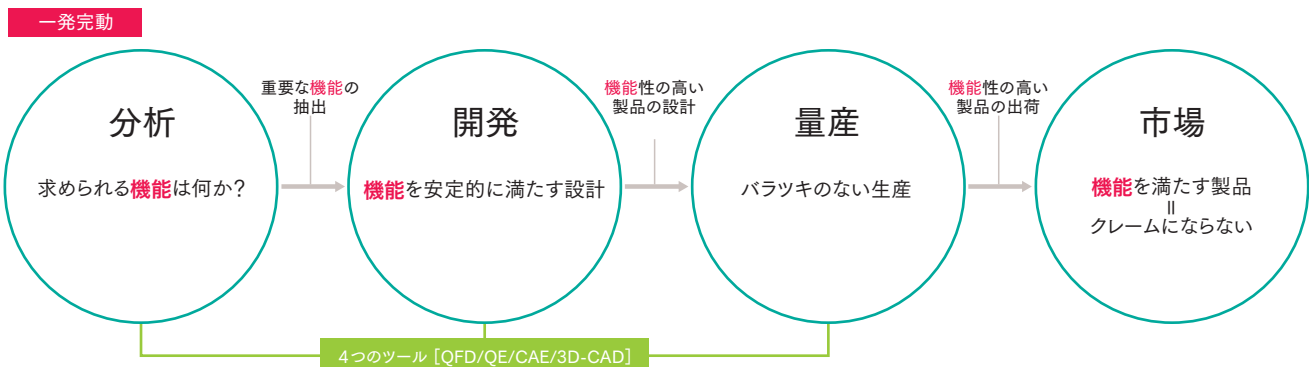 一発完動
分析
求められる機能は何か？
重要な機能の
抽出
開発
機能を安定的に満たす設計
機能性の高い
製品の設計
量産
バラツキのない生産
機能性の高い
製品の出荷
市場
機能を満たす製品
＝
クレームにならない
4つのツール［QFD/QE/CAE/3D-CAD］